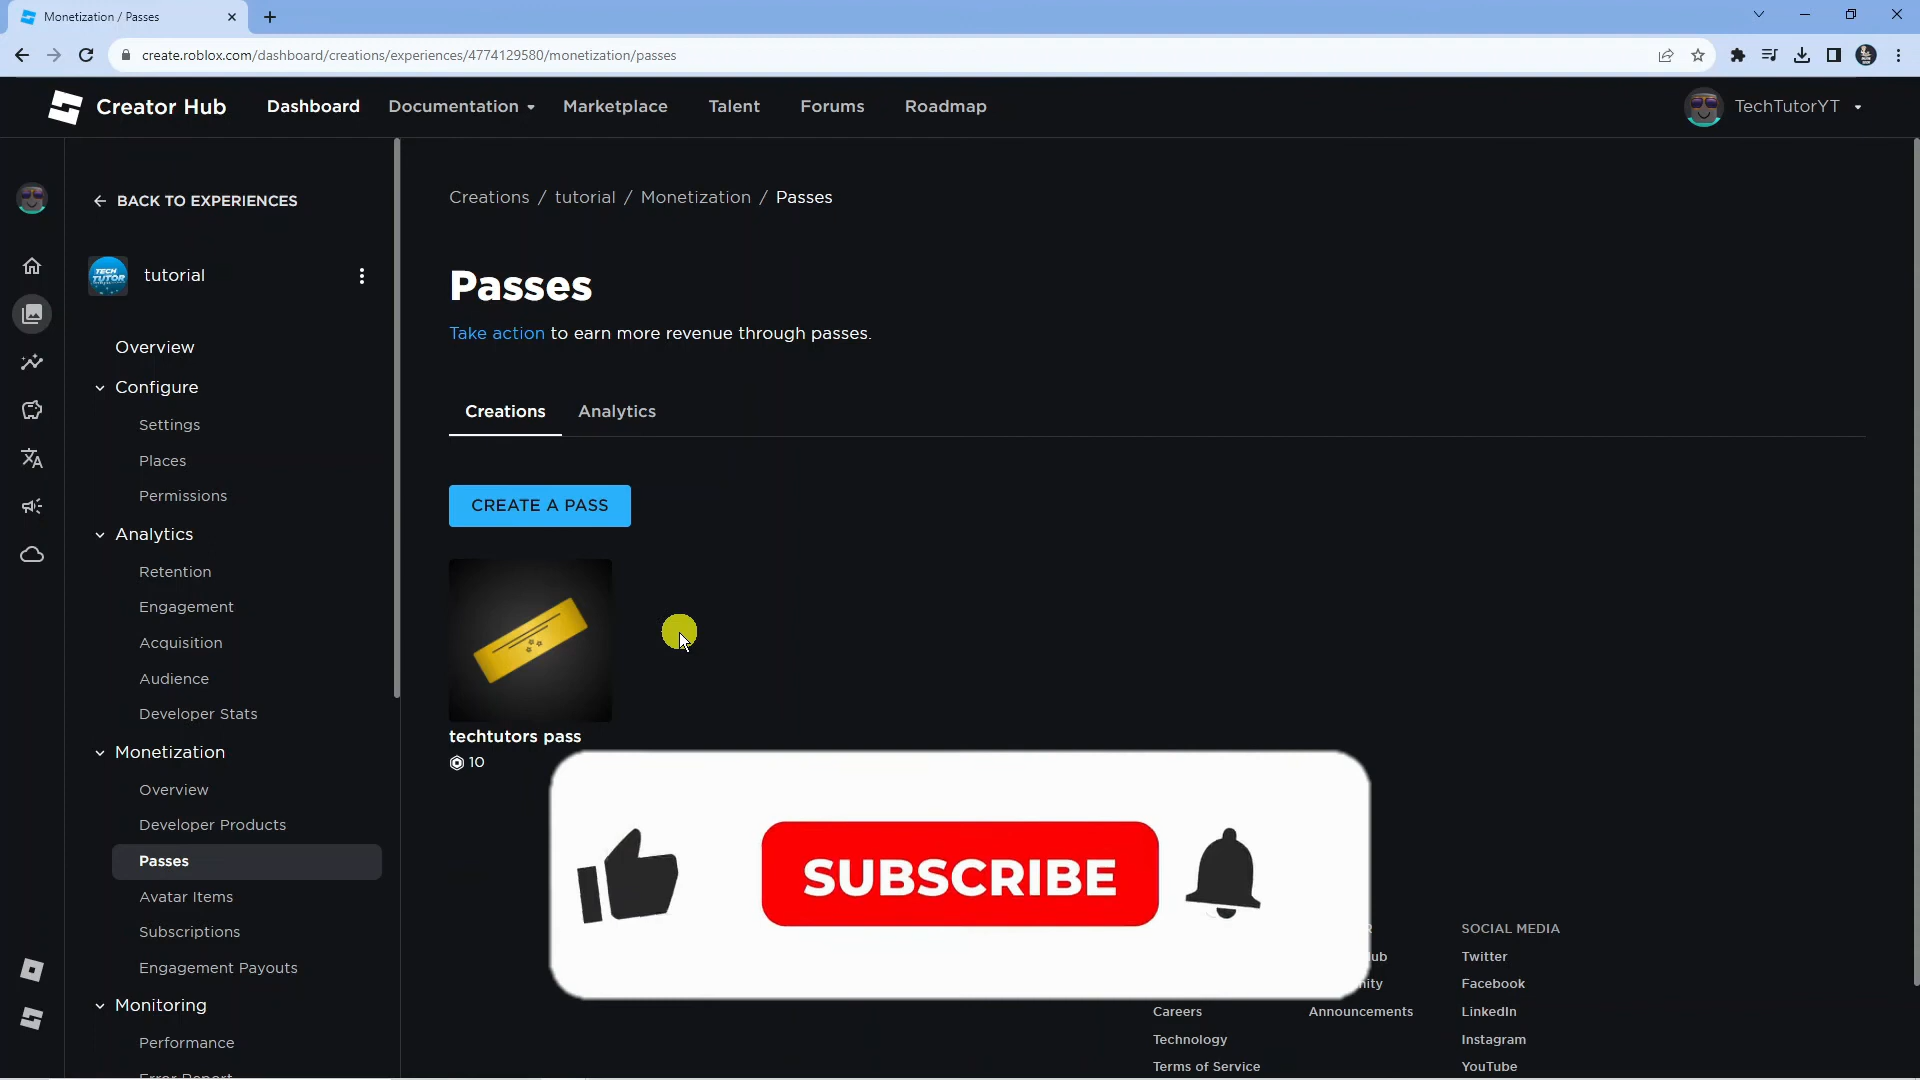 Monetization / Passes
create.roblox.com/dashboard/creations/experiences/4774129580/monetization/passes
Creator Hub
Dashboard
Documentation
Marketplace
Talent
Forums
Roadmap
TechTutorYT
BACK TO EXPERIENCES
TECH
TUTOR
tutorial
Overview
Configure
Settings
Places
Permissions
Analytics
Retention
Engagement
Acquisition
Audience
Developer Stats
Monetization
Overview
Developer Products
Passes
Avatar Items
Subscriptions
Engagement Payouts
Monitoring
Performance
Creations / tutorial / Monetization / Passes
Passes
Take action to earn more revenue through passes.
Creations
Analytics
CREATE A PASS
techtutors pass
10
SUBSCRIBE
Careers
Technology
Terms of Service
Announcements
SOCIAL MEDIA
Twitter
Facebook
LinkedIn
Instagram
YouTube